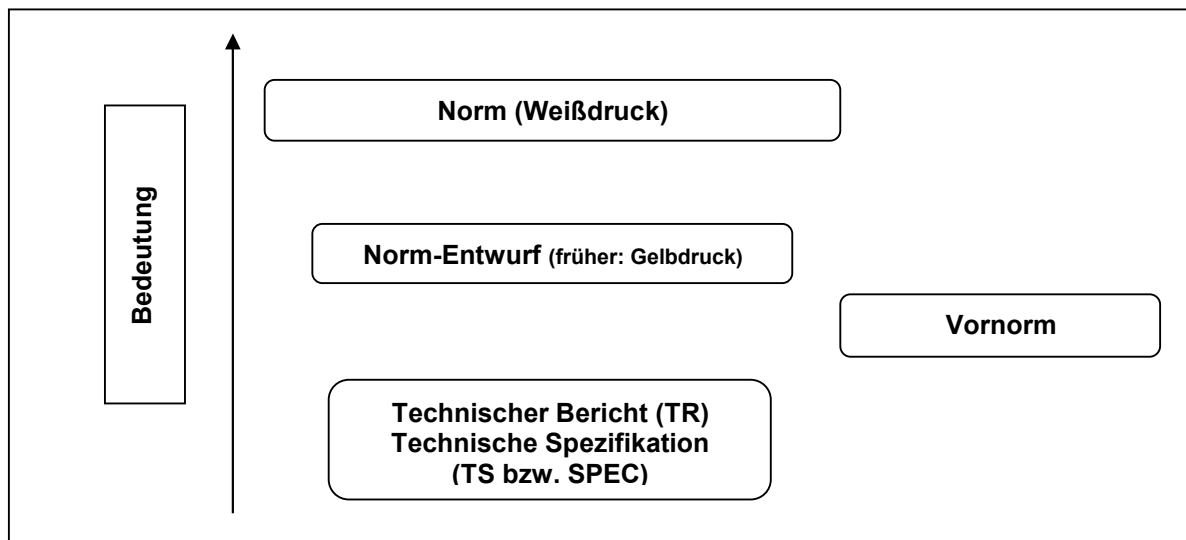 Norm (Weißdruck)
Bedeutung
Norm-Entwurf (früher: Gelbdruck)
Vornorm
Technischer Bericht (TR)
Technische Spezifikation
(TS bzw. SPEC)